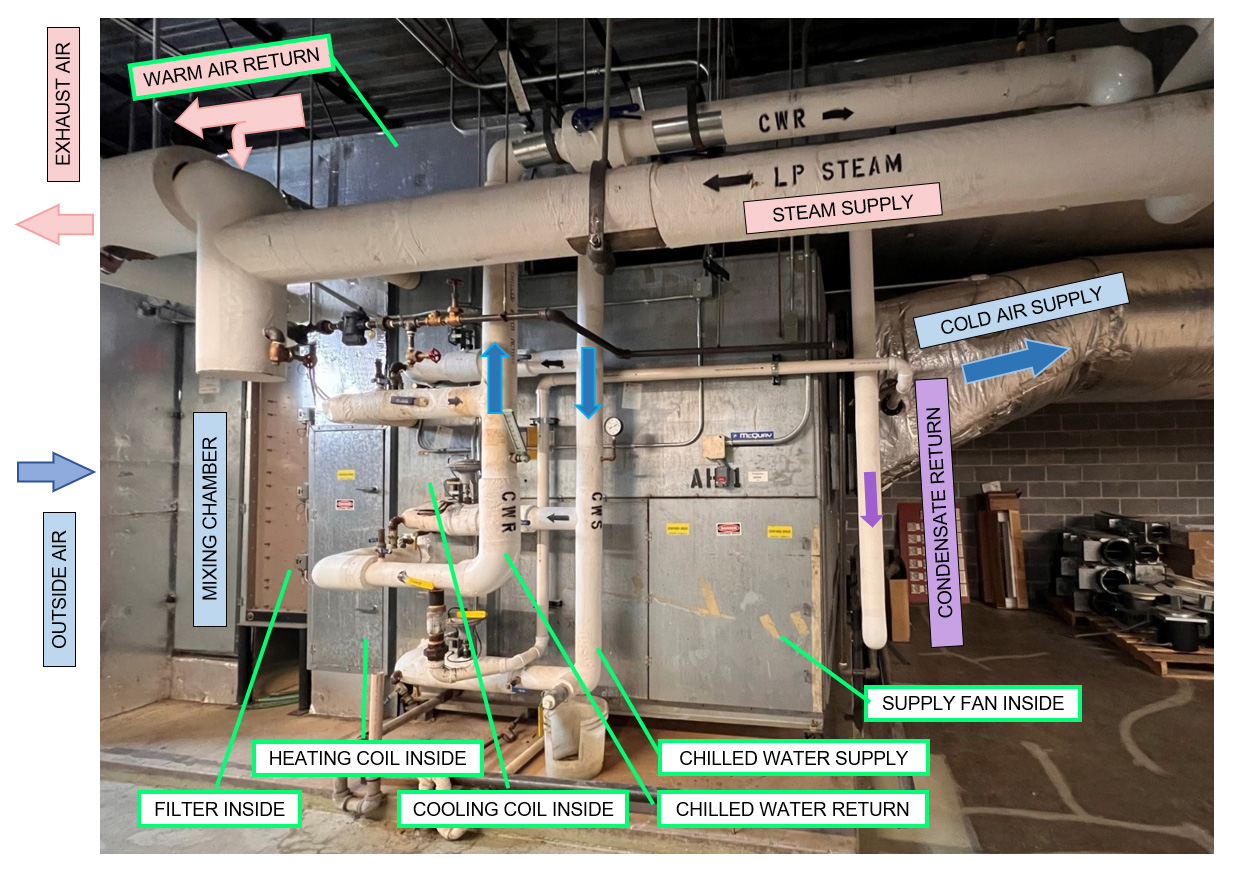 EXHAUST AIR
WARM AIR RETURN
CWR
LP STEAM
STEAM SUPPLY
COLD AIR SUPPLY
CONDENSATE RETURN
MIXING CHAMBER
OUTSIDE AIR
McQUAY
CWR
CWS
DANGER
SUPPLY FAN INSIDE
HEATING COIL INSIDE
CHILLED WATER SUPPLY
FILTER INSIDE
COOLING COIL INSIDE
CHILLED WATER RETURN